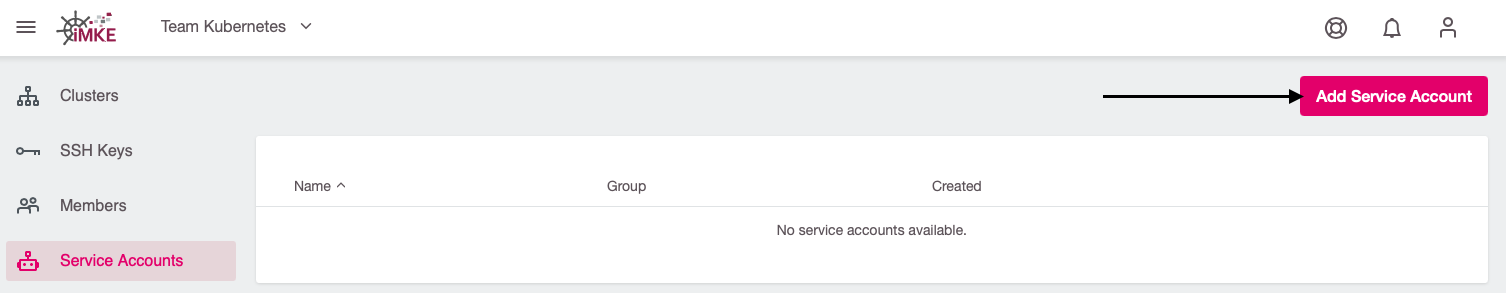 iMKE
Team Kubernetes
Clusters
Add Service Account
SSH Keys
Name
Group
Created
Members
No service accounts available.
Service Accounts